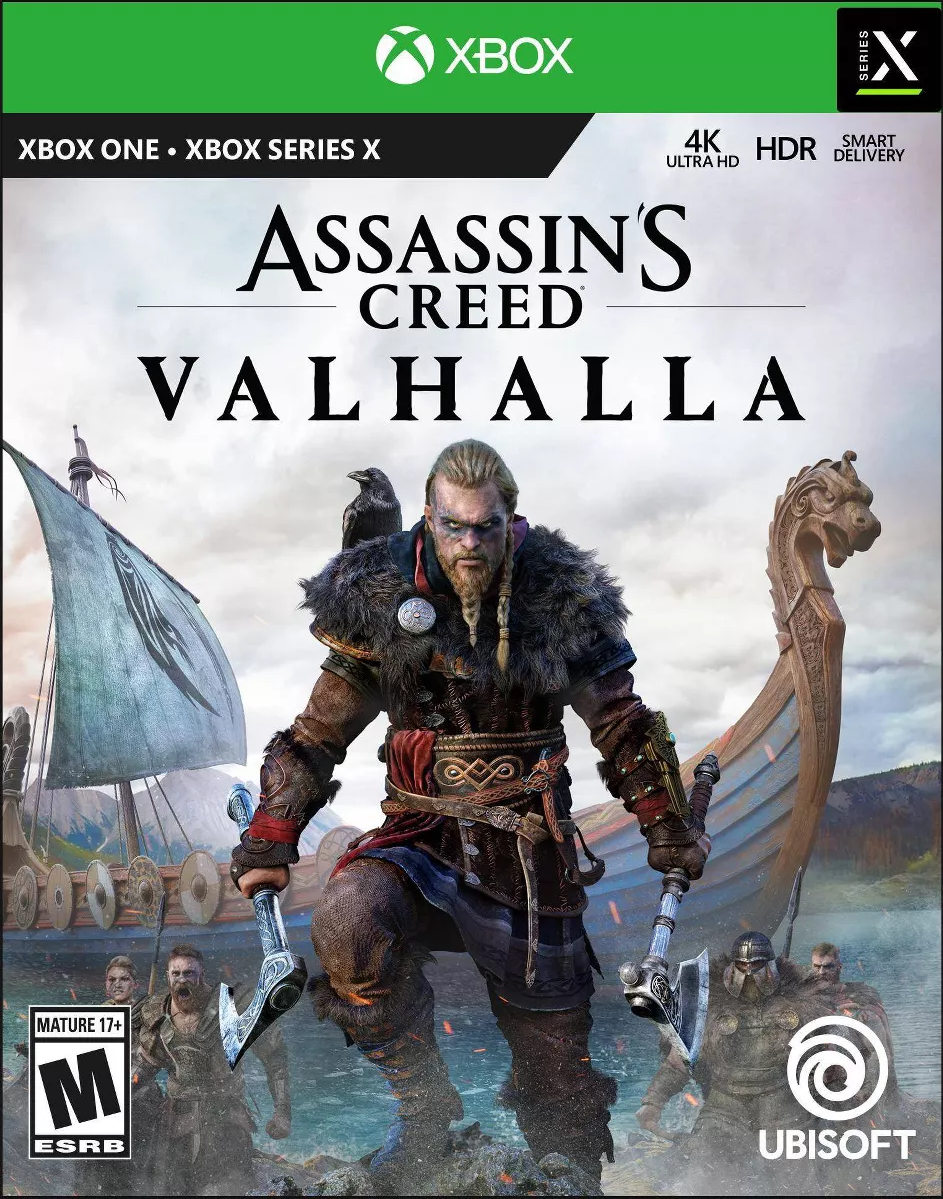 XBOX
SERIES X
XBOX ONE • XBOX SERIES X
4K
ULTRA HD
HDR
SMART
DELIVERY
ASSASSIN'S
CREED®
VALHALLA
MATURE 17+
M
ESRB
UBISOFT